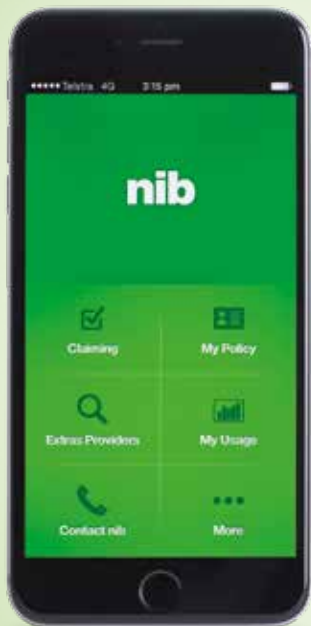 Telstra 4G 3:15 pm
nib
Claiming
My Policy
Extras Providers
My Usage
Contact nib
More